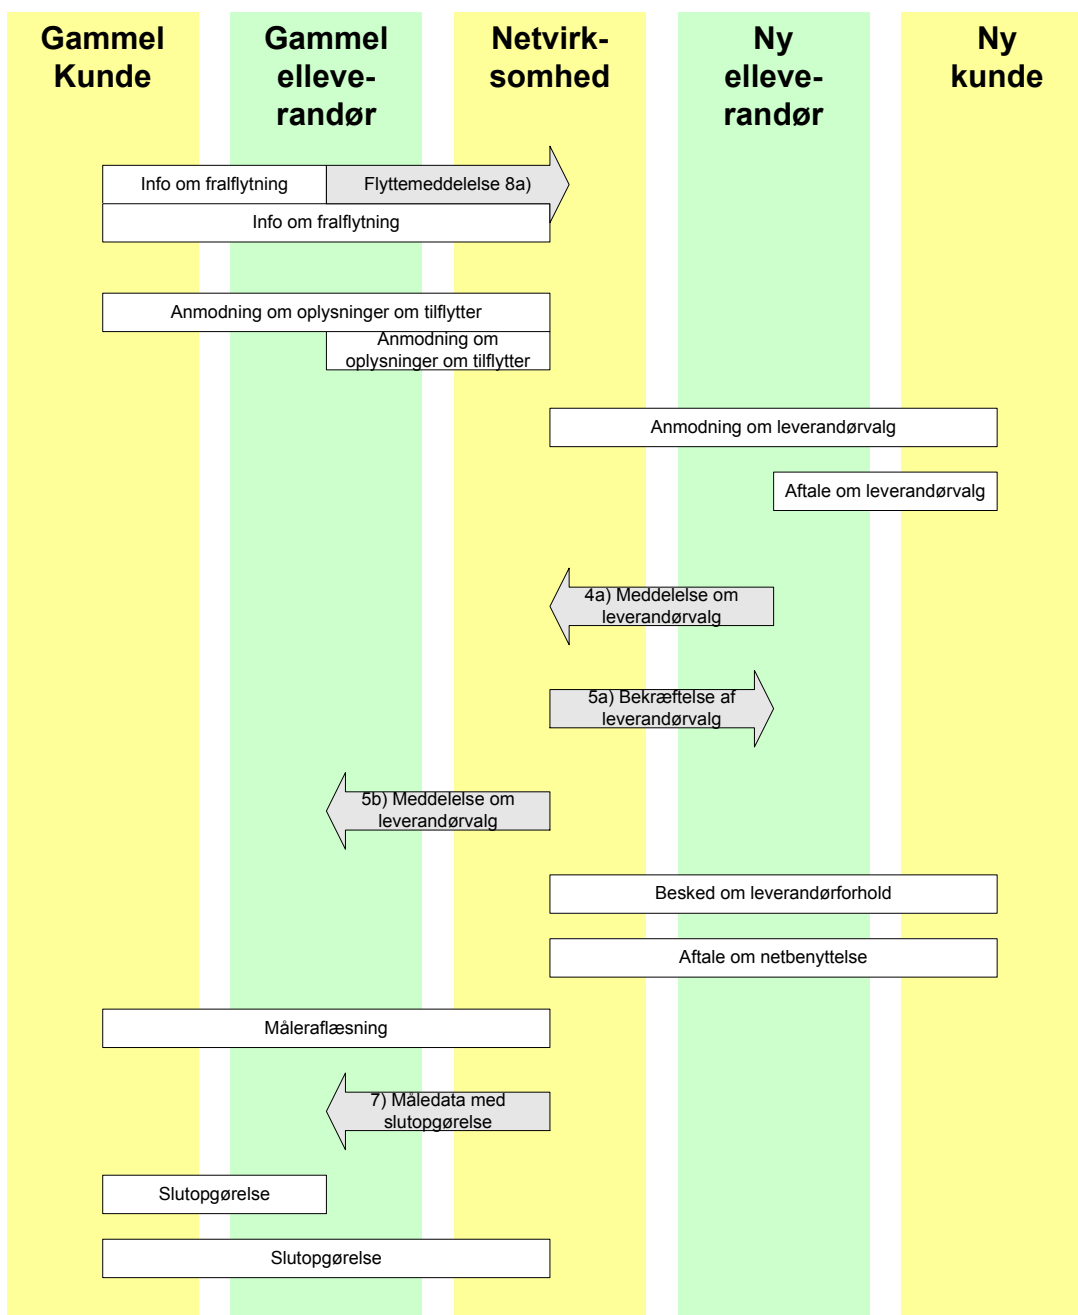 Gammel
Kunde
Gammel
elleve-
randør
Netvirk-
somhed
Ny
elleve-
randør
Ny
kunde
Info om fralflytning
Flyttemeddelelse 8a)
Info om fralflytning
Anmodning om oplysninger om tilflytter
Anmodning om
oplysninger om tilflytter
Anmodning om leverandørvalg
Aftale om leverandørvalg
4a) Meddelelse om
leverandørvalg
5a) Bekræftelse af
leverandørvalg
5b) Meddelelse om
leverandørvalg
Besked om leverandørforhold
Aftale om netbenyttelse
Måleraflæsning
7) Måledata med
slutopgørelse
Slutopgørelse
Slutopgørelse